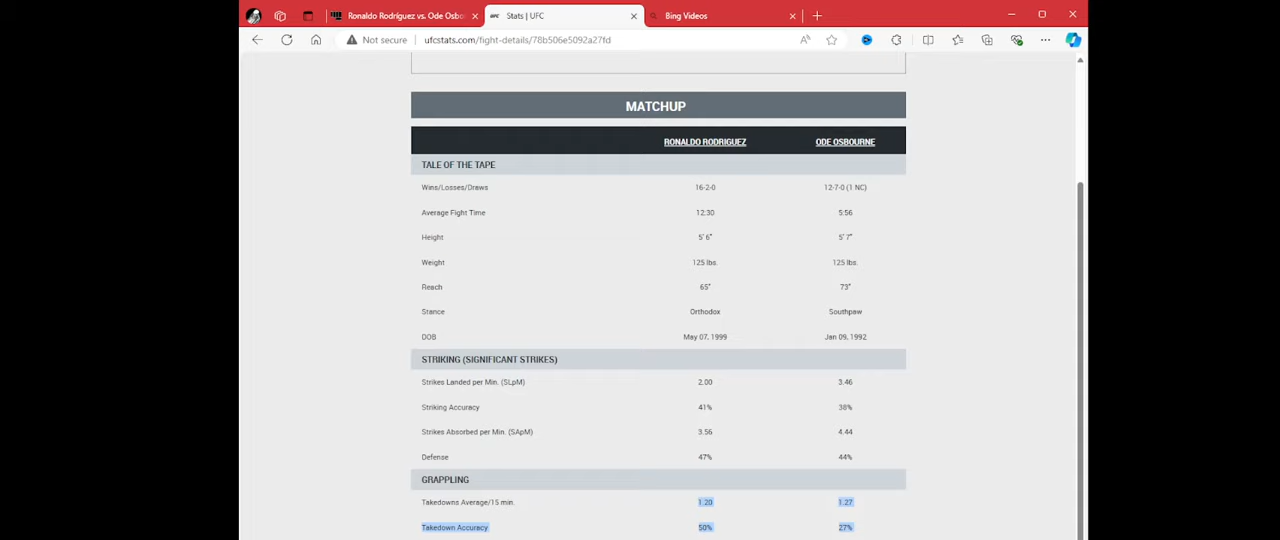 Ronaldo Rodríguez vs. Ode Osbo
UFC Stats | UFC
Bing Videos
Not secure ufcstats.com/fight-details/78b506e5092a27fd
MATCHUP
RONALDO RODRIGUEZ ODE OSBOURNE
TALE OF THE TAPE
Wins/Losses/Draws 16-2-0 12-7-0 (1 NC)
Average Fight Time 12:30 5:56
Height 5' 6" 5' 7"
Weight 125 lbs. 125 lbs.
Reach 65" 73"
Stance Orthodox Southpaw
DOB May 07, 1999 Jan 09, 1992
STRIKING (SIGNIFICANT STRIKES)
Strikes Landed per Min. (SLpM) 2.00 3.46
Striking Accuracy 41% 38%
Strikes Absorbed per Min. (SApM) 3.56 4.44
Defense 47% 44%
GRAPPLING
Takedowns Average/15 min. 1.20 1.27
Takedown Accuracy 50% 27%